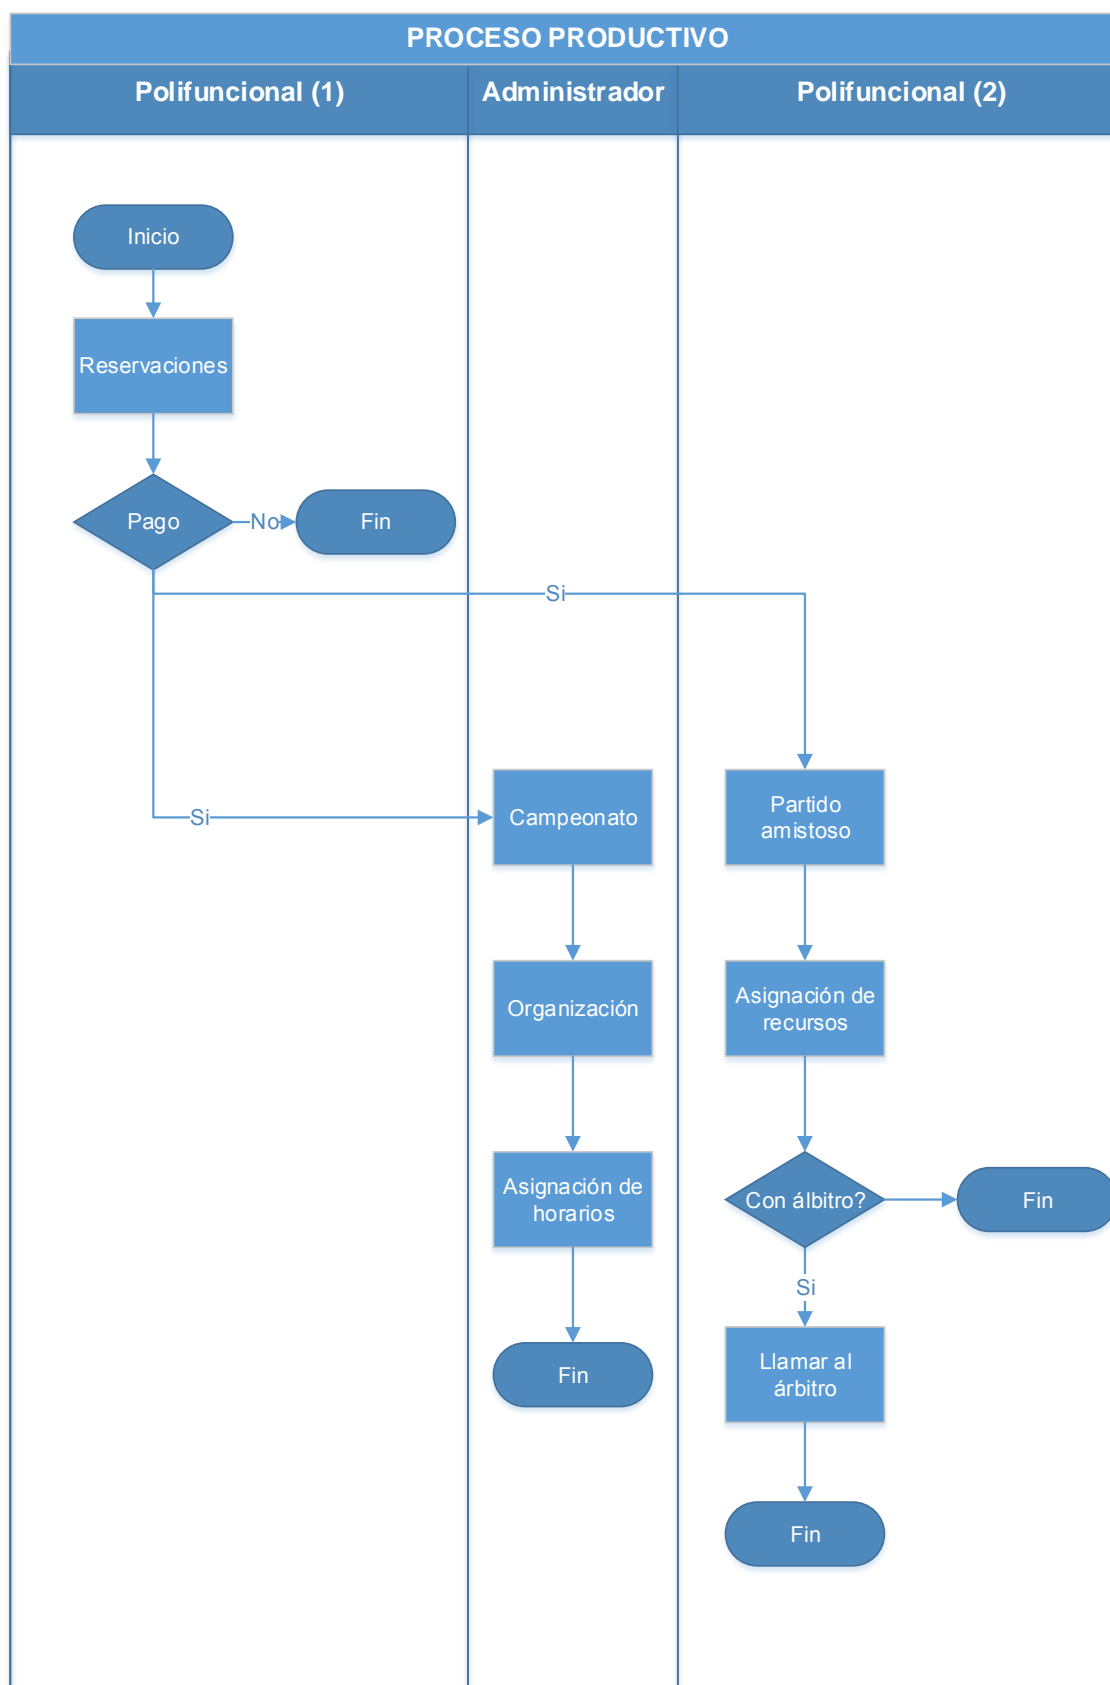 PROCESO PRODUCTIVO
Polifuncional (1)
Administrador
Polifuncional (2)
Inicio
Reservaciones
Pago
No
Fin
Si
Si
Campeonato
Partido
amistoso
Organización
Asignación de
recursos
Asignación de
horarios
Con álbitro?
Fin
Si
Fin
Llamar al
árbitro
Fin